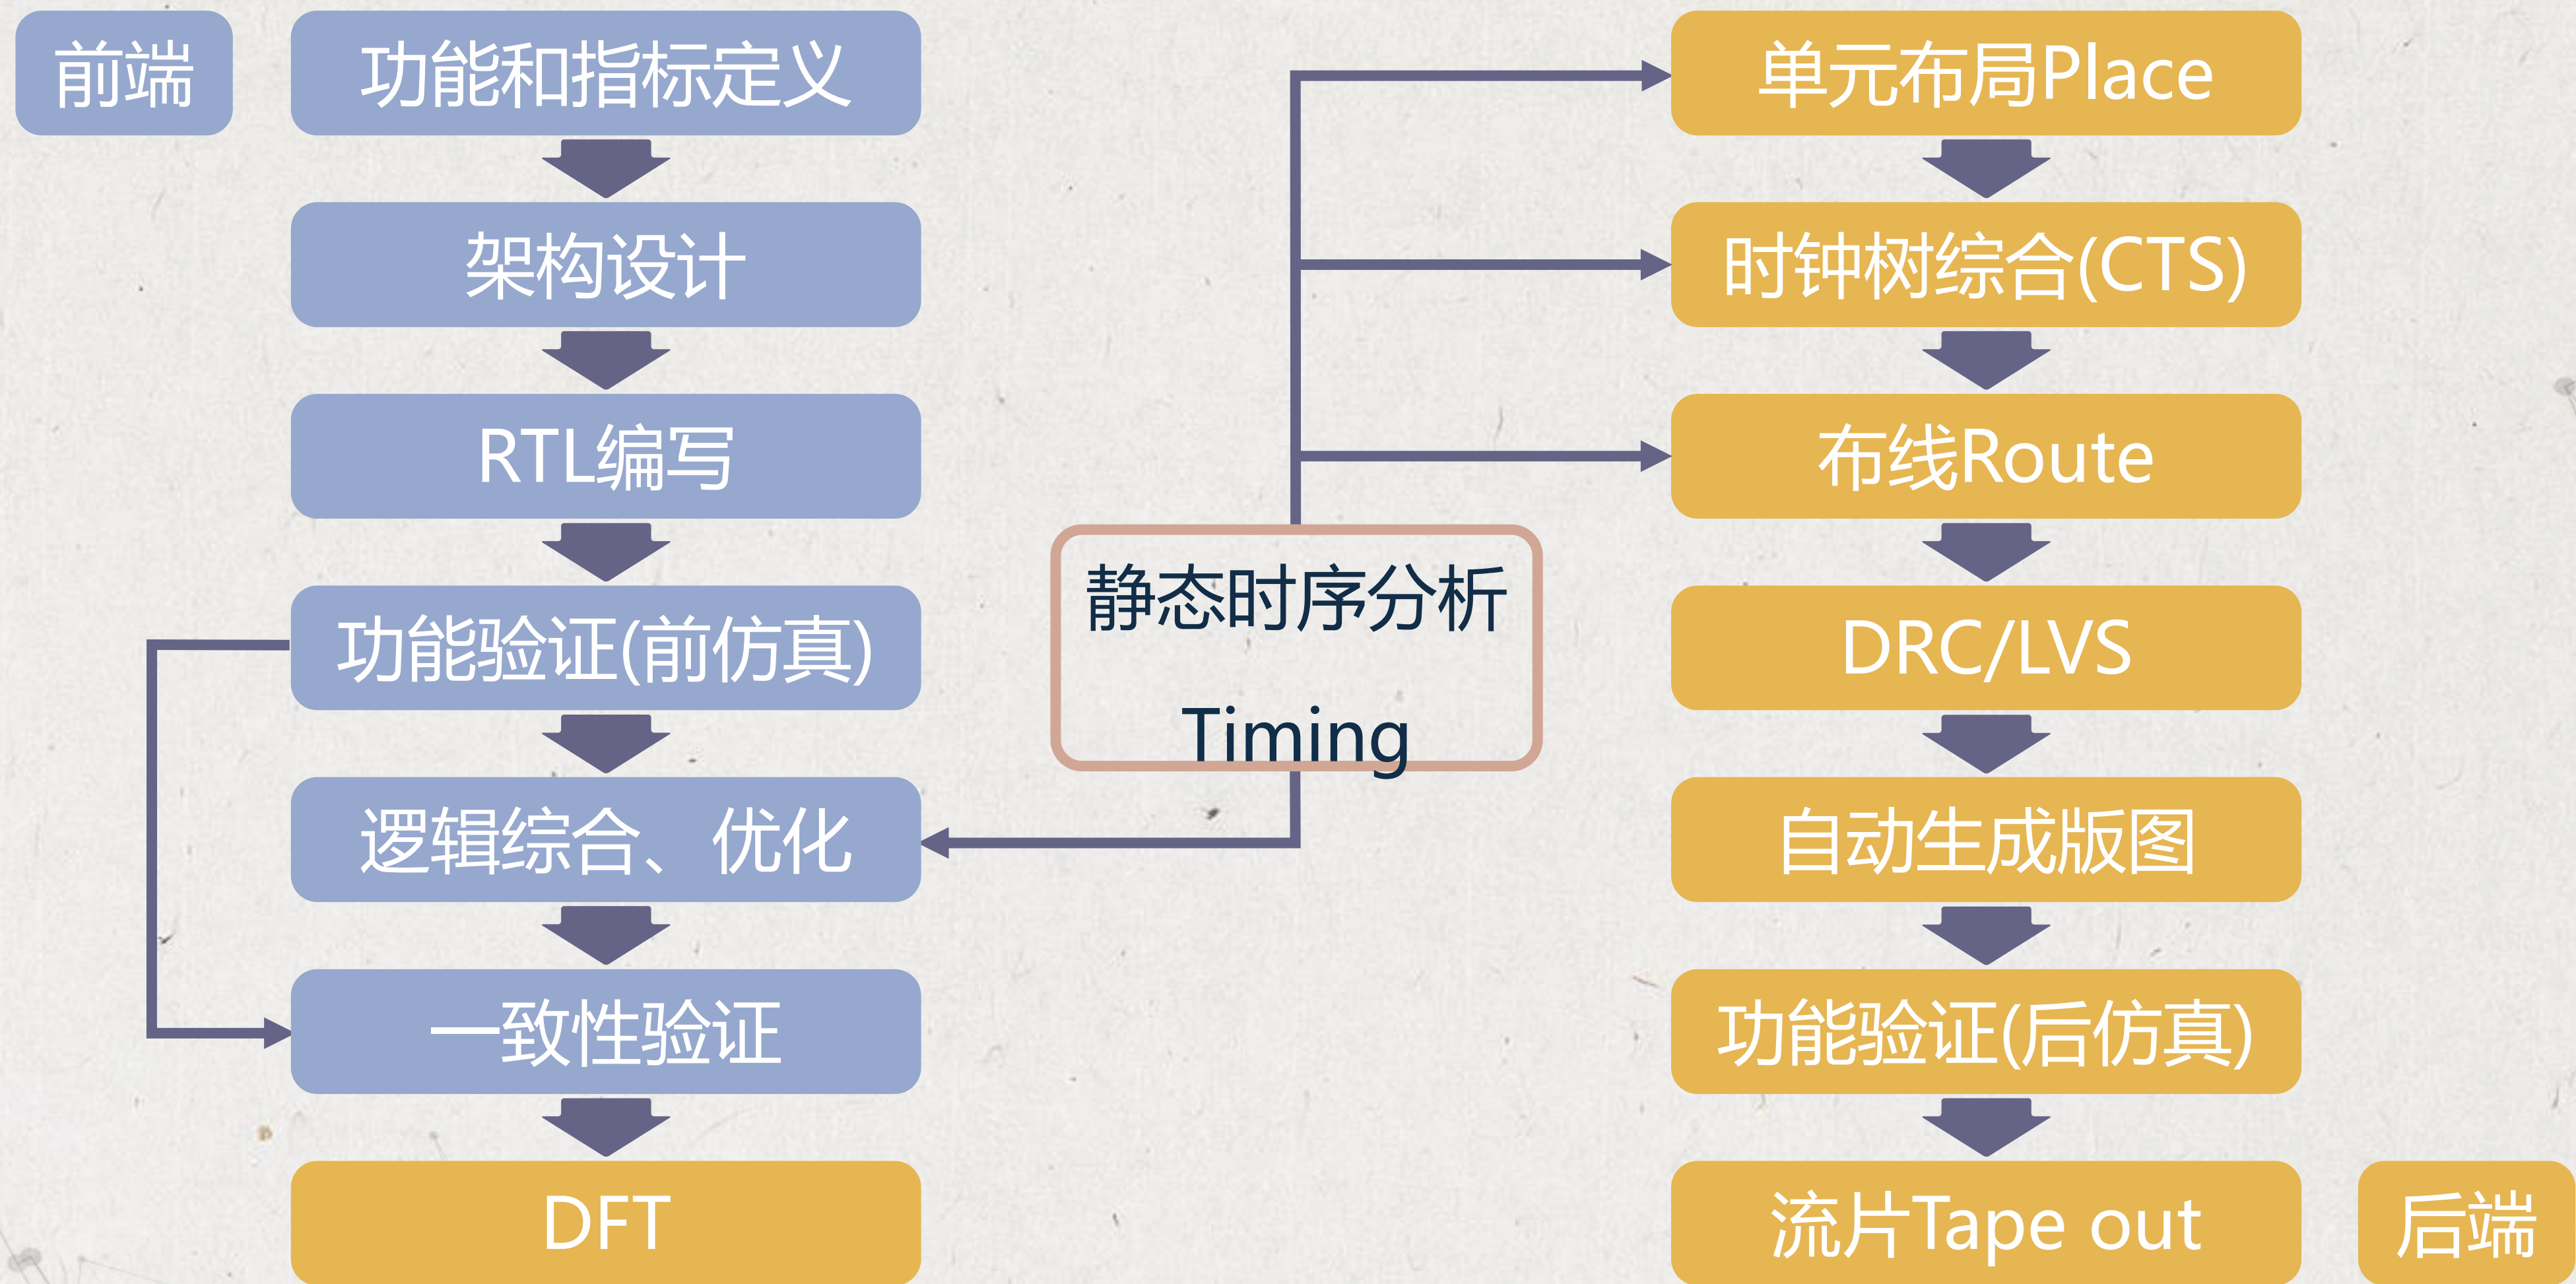 前端
功能和指标定义
架构设计
RTL编写
功能验证(前仿真)
逻辑综合、优化
一致性验证
DFT
静态时序分析
Timing
单元布局Place
时钟树综合(CTS)
布线Route
DRC/LVS
自动生成版图
功能验证(后仿真)
流片Tape out
后端